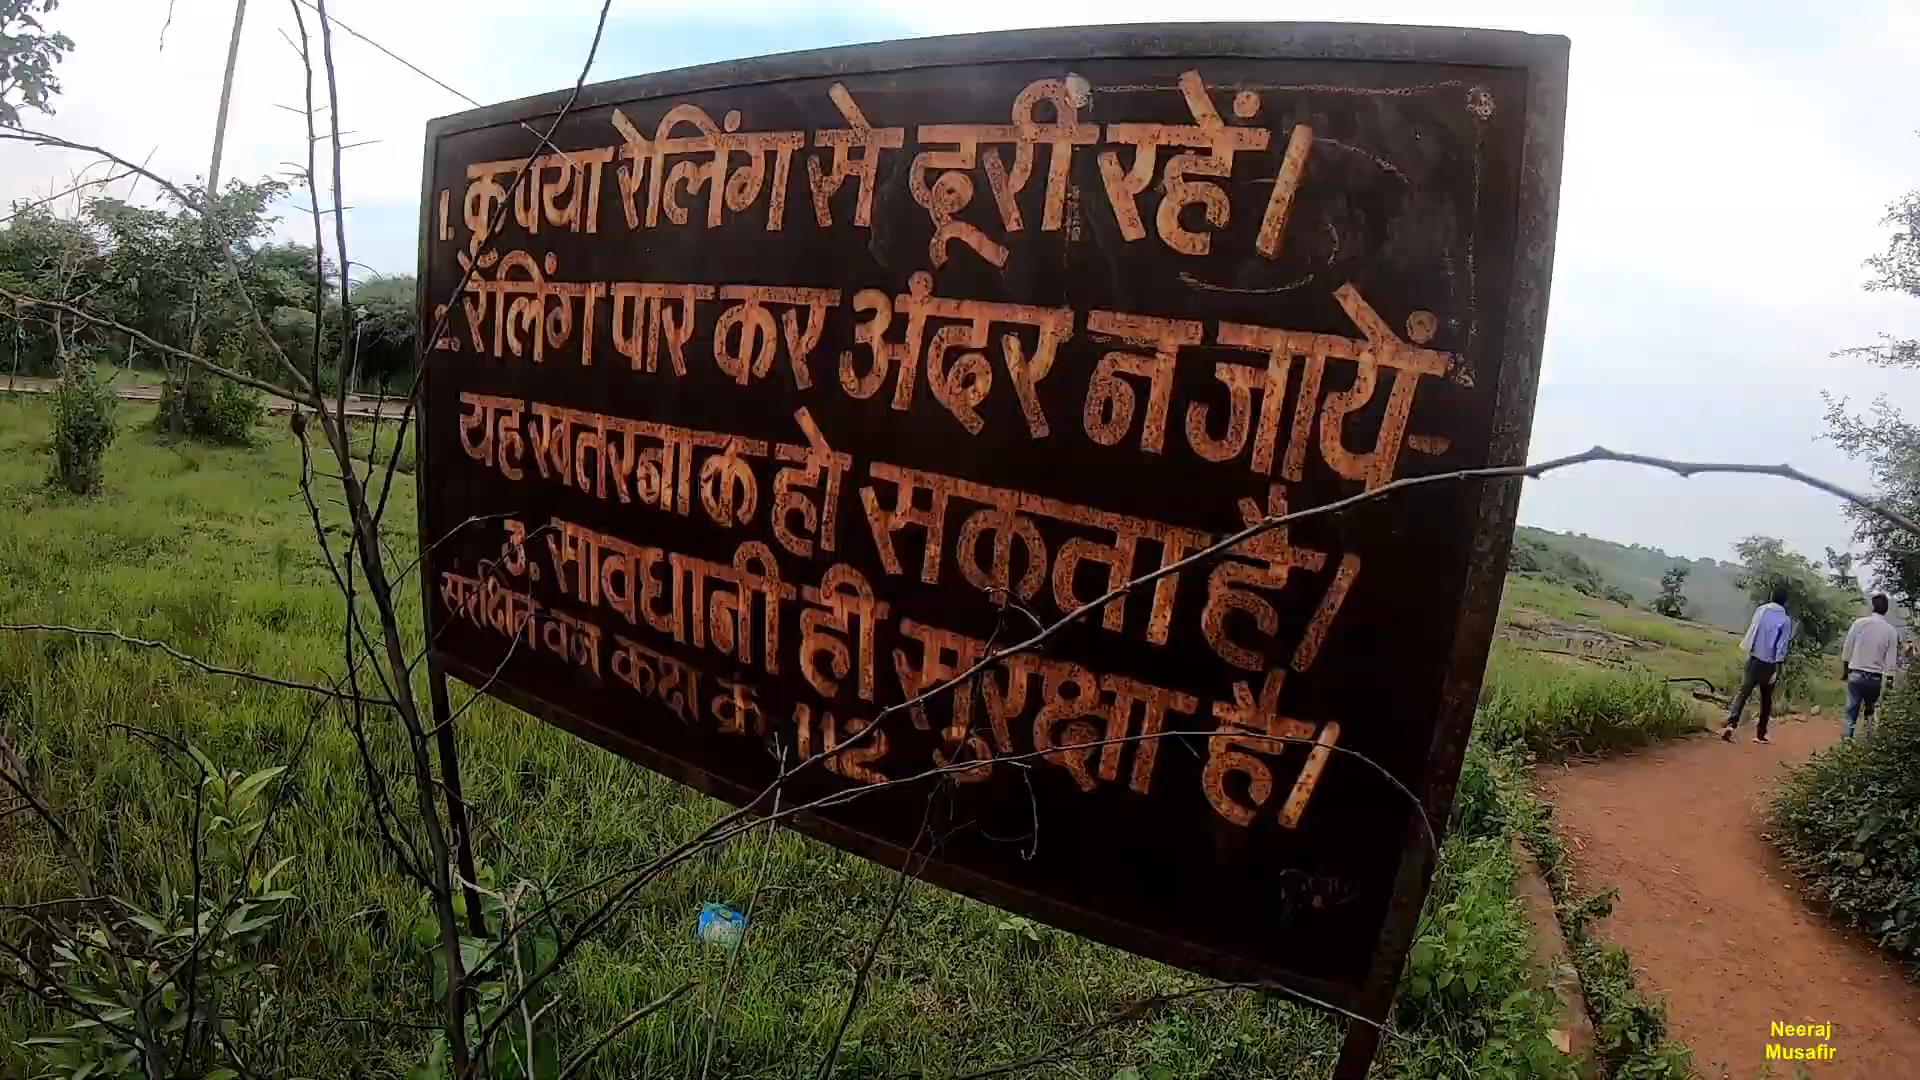 1. कृपया रेलिंग से दूरी रहें।
2. रेलिंग पार कर अंदर न जायें-
यह खतरनाक हो सकता है।
3. सावधानी ही सुरक्षा है।
संरक्षित वन कक्ष क्रं 112
Neeraj
Musafir